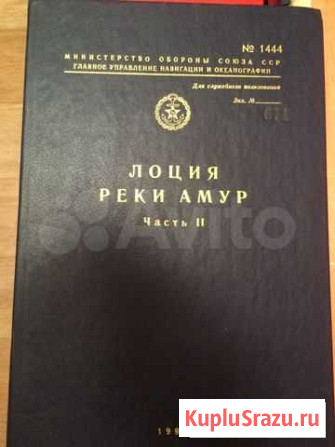 № 1444
МИНИСТЕРСТВО ОБОРОНЫ СОЮЗА ССР
ГЛАВНОЕ УПРАВЛЕНИЕ НАВИГАЦИИ И ОКЕАНОГРАФИИ
Для служебного пользования
Экз. №
671
ЛОЦИЯ
РЕКИ АМУР
Часть II
Avito
KupluSrazu.ru